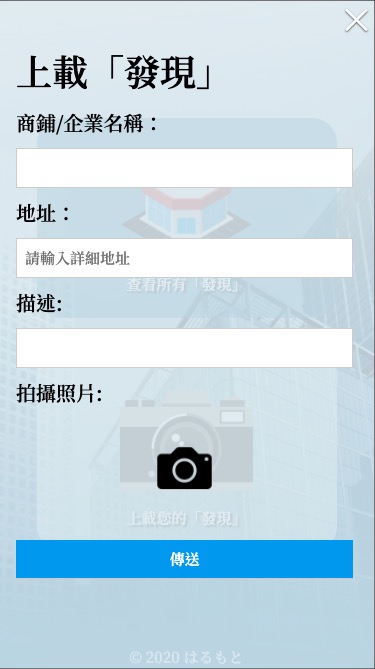 上載「發現」
商鋪/企業名稱：
地址：
請輸入詳細地址
查看所有「發現」
描述:
拍攝照片:
上載您的「發現」
傳送
© 2020 はるもと